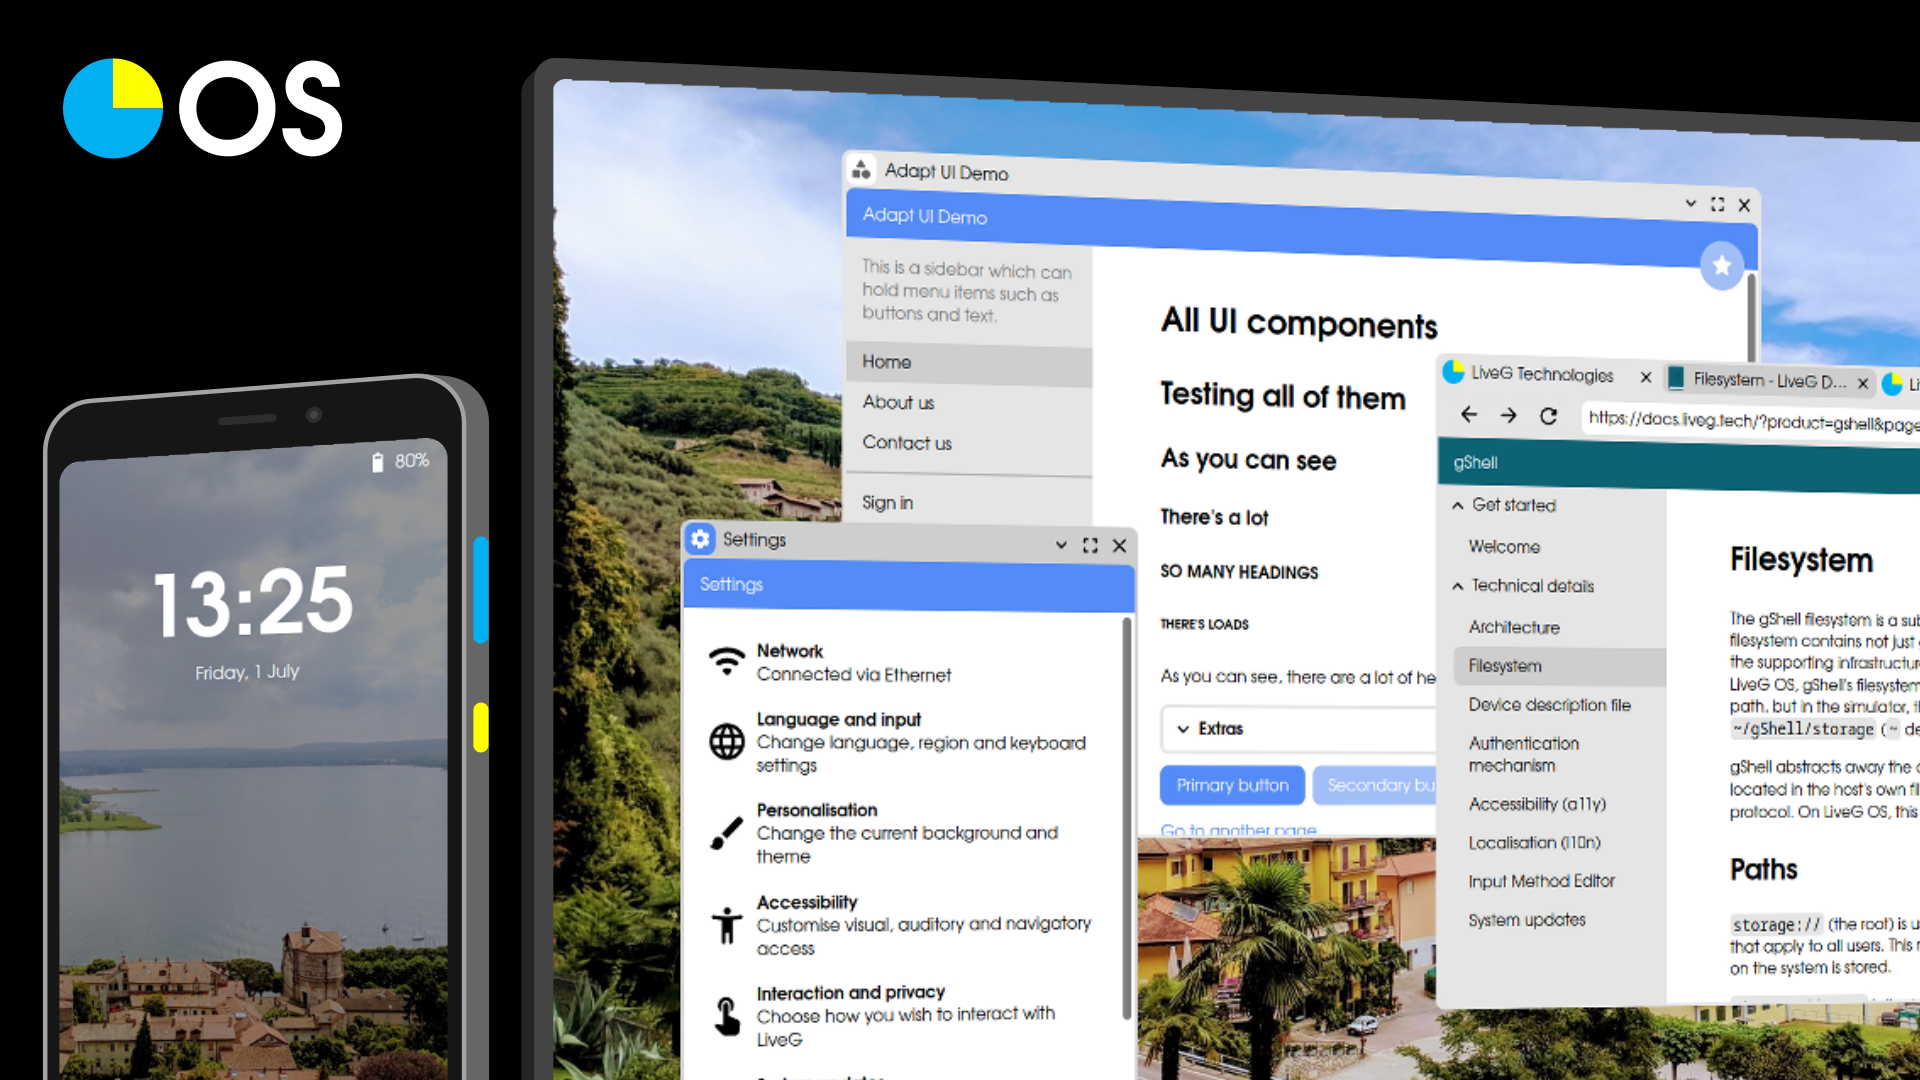 OS
80%
13:25
Friday, 1 July
Adapt UI Demo
Adapt UI Demo
This is a sidebar which can
hold menu items such as
buttons and text.
Home
About us
Contact us
Sign in
All UI components
Testing all of them
As you can see
There's a lot
SO MANY HEADINGS
THERE'S LOADS
As you can see, there are a lot of he
Extras
Primary button
Secondary bu
Go to another page
Settings
Settings
Network
Connected via Ethernet
Language and input
Change language, region and keyboard
settings
Personalisation
Change the current background and
theme
Accessibility
Customise visual, auditory and navigatory
access
Interaction and privacy
Choose how you wish to interact with
LiveG
LiveG Technologies
Filesystem - LiveG D...
Li
https://docs.liveg.tech/?product=gshell&page
gShell
Get started
Welcome
Technical details
Architecture
Filesystem
Device description file
Authentication
mechanism
Accessibility (a11y)
Localisation (l10n)
Input Method Editor
System updates
Filesystem
The gShell filesystem is a sub
filesystem contains not just
the supporting infrastructure
LiveG OS, gShell's filesystem
path, but in the simulator, th
~/gShell/storage (~ de
gShell abstracts away the
located in the host's own fil
protocol. On LiveG OS, this
Paths
storage:// (the root) is u
that apply to all users. This
on the system is stored.